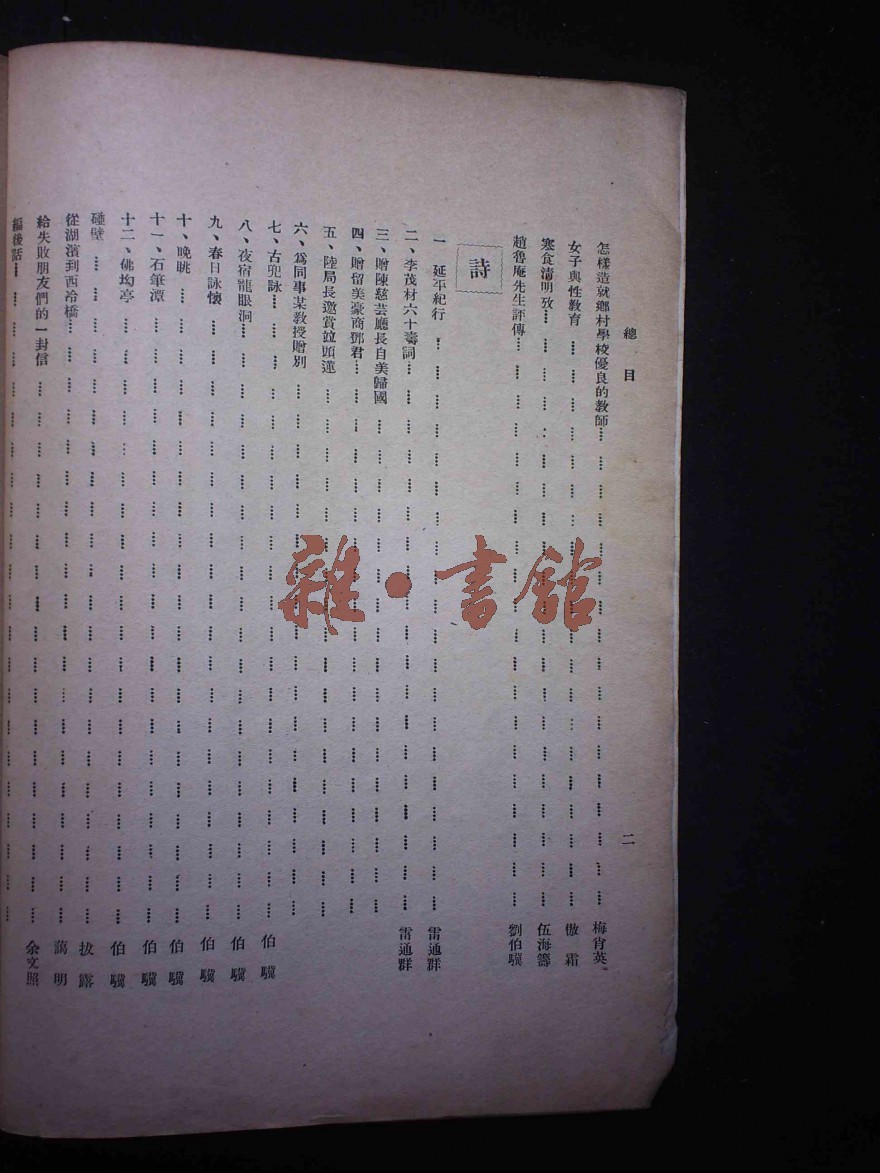 總目
二
怎樣造就鄉村學校優良的教師 梅宵英
女子與性教育 傲霜
寒食淸明攷 伍海籌
趙魯庵先生評傳 劉伯驥
詩
一 延平紀行 雷通群
二、李茂材六十壽詞 雷通群
三、贈陳慈芸廳長自美歸國
四、贈留美豪商鄧君
五、陸局長邀賞竝頭蓮
六、爲同事某教授贈別
七、古兜詠 伯驥
八、夜宿龍眼洞 伯驥
九、春日詠懷 伯驥
十、晚眺 伯驥
十一、石筆潭 伯驥
十二、佛坳亭 伯驥
碰壁 拔露
從湖濱到西冷橋 明
給失敗朋友們的一封信 余文照
編後話
雜·書館